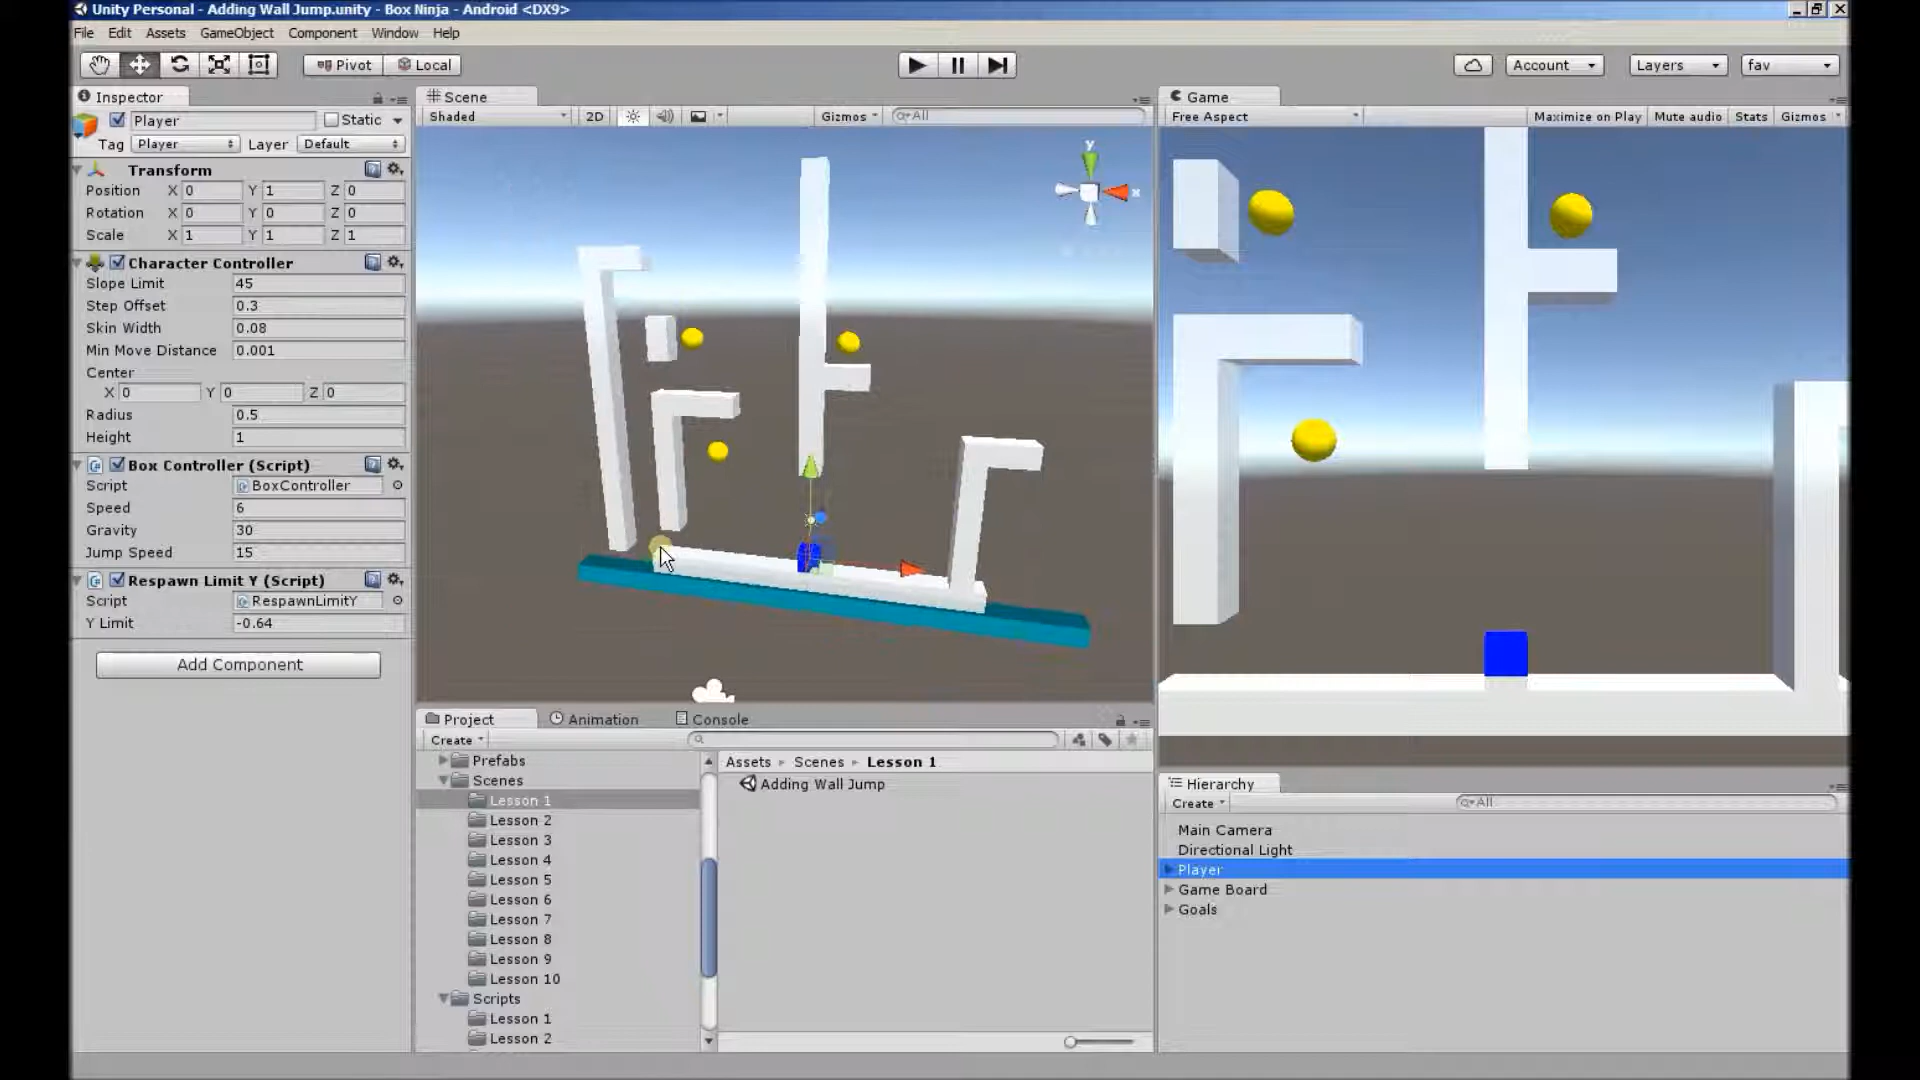 Unity Personal - Adding Wall Jump.unity - Box Ninja - Android <DX9>
File Edit Assets GameObject Component Window Help
Pivot Local Account Layers fav
Inspector
Player Static
Tag Player Layer Default
Transform
Position X 0 Y 1 Z 0
Rotation X 0 Y 0 Z 0
Scale X 1 Y 1 Z 1
Character Controller
Slope Limit 45
Step Offset 0.3
Skin Width 0.08
Min Move Distance 0.001
Center
X 0 Y 0 Z 0
Radius 0.5
Height 1
Box Controller (Script)
Script BoxController
Speed 6
Gravity 30
Jump Speed 15
Respawn Limit Y (Script)
Script RespawnLimitY
Y Limit -0.64
Add Component
Scene
Shaded 2D Gizmos All
y
x
Game
Free Aspect Maximize on Play Mute audio Stats Gizmos
Project Animation Console
Create
Prefabs
Scenes
Lesson 1
Lesson 2
Lesson 3
Lesson 4
Lesson 5
Lesson 6
Lesson 7
Lesson 8
Lesson 9
Lesson 10
Scripts
Lesson 1
Lesson 2
Assets Scenes Lesson 1
Adding Wall Jump
Hierarchy
Create All
Main Camera
Directional Light
Player
Game Board
Goals